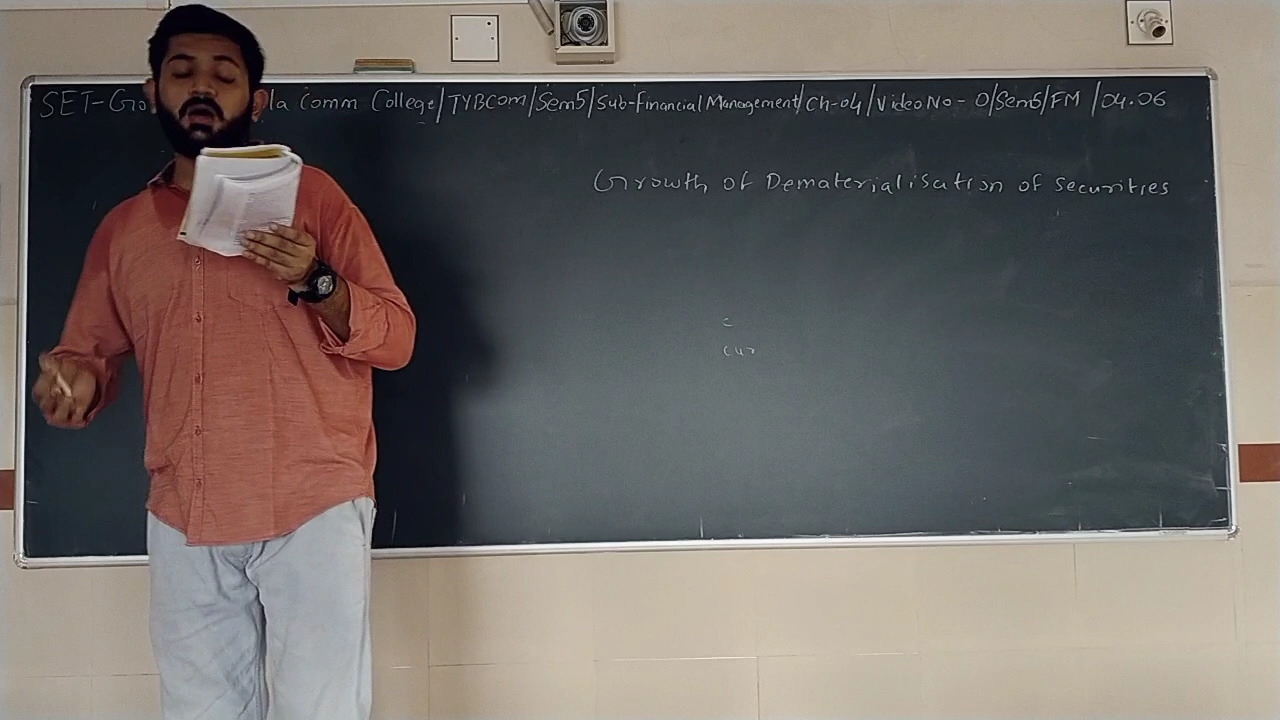 SET-Go la Comm College/TYBCOM/Sem5/Sub-Financial Management/Ch-04/Video No-0/Sem5/FM/04.06
Growth of Dematerialisation of securities